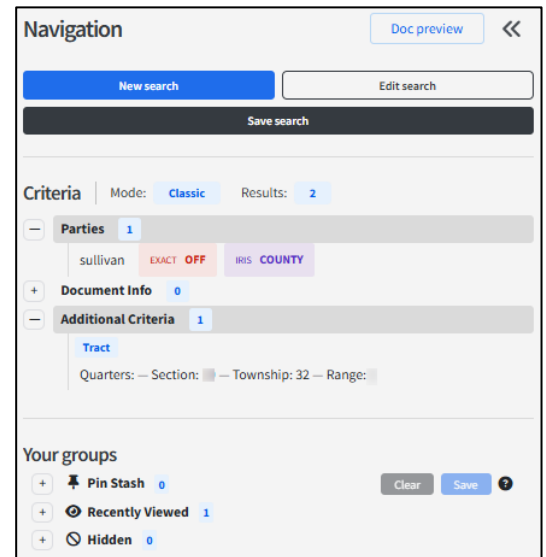 Navigation Doc preview
New search Edit search
Save search
Criteria Mode: Classic Results: 2
Parties 1
sullivan EXACT OFF IRIS COUNTY
Document Info 0
Additional Criteria 1
Tract
Quarters: — Section: — Township: 32 — Range:
Your groups
Pin Stash 0 Clear Save ?
Recently Viewed 1
Hidden 0